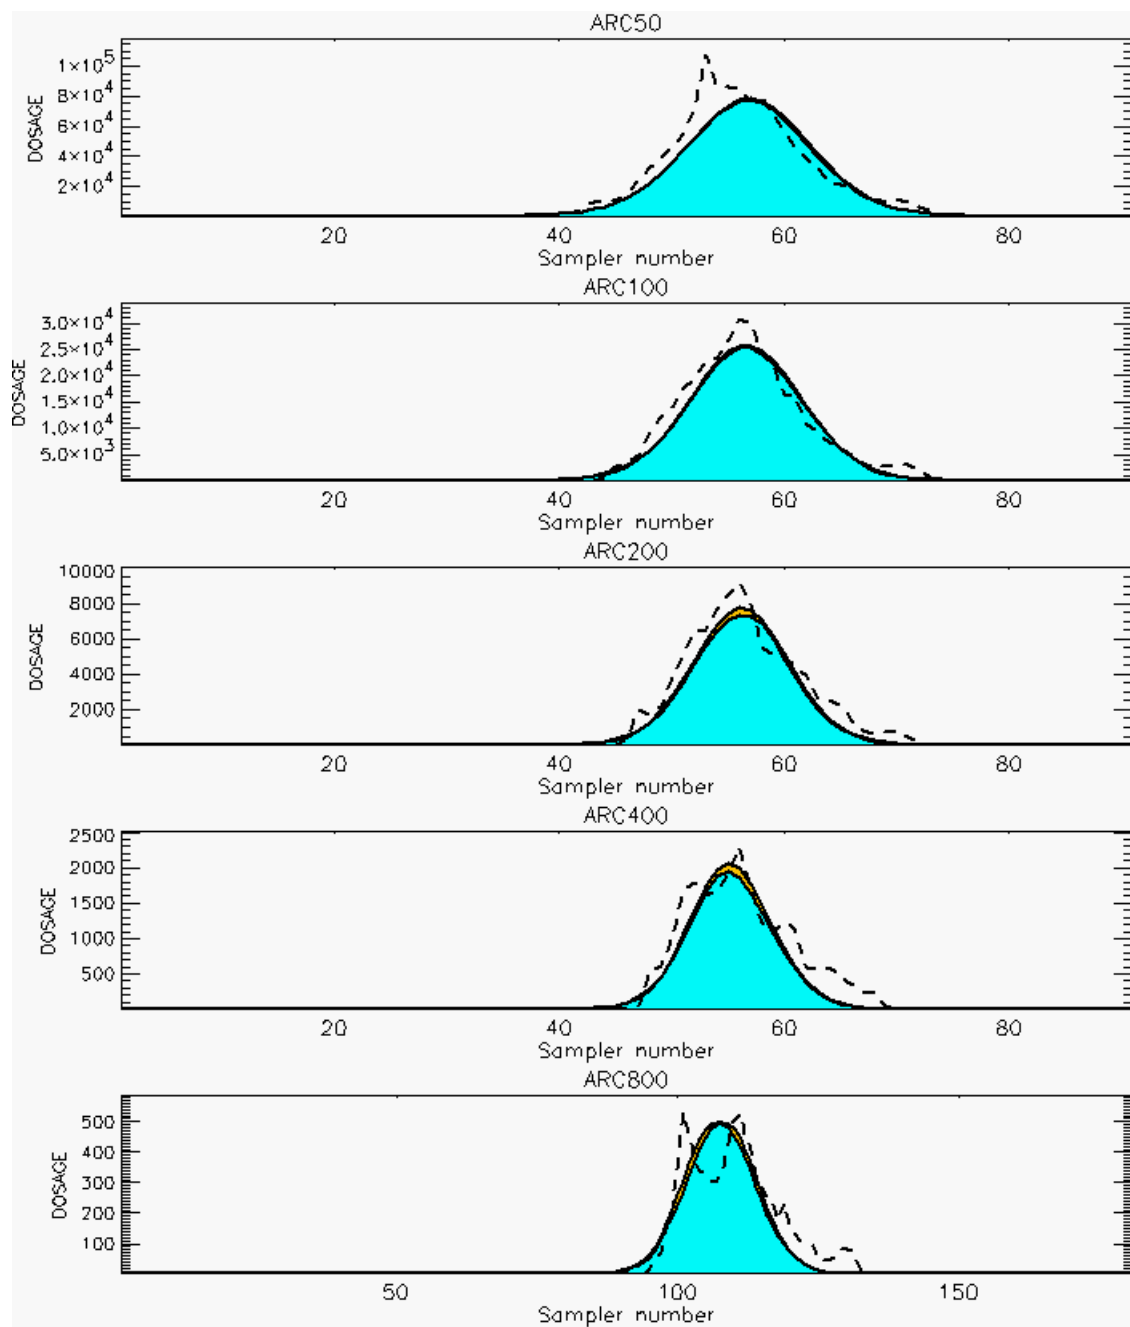 ARC50
1×10⁵
8×10⁴
6×10⁴
4×10⁴
2×10⁴
DOSAGE
20 40 60 80
Sampler number
ARC100
3.0×10⁴
2.5×10⁴
2.0×10⁴
1.5×10⁴
1.0×10⁴
5.0×10³
DOSAGE
20 40 60 80
Sampler number
ARC200
10000
8000
6000
4000
2000
DOSAGE
20 40 60 80
Sampler number
ARC400
2500
2000
1500
1000
500
DOSAGE
20 40 60 80
Sampler number
ARC800
500
400
300
200
100
DOSAGE
50 100 150
Sampler number